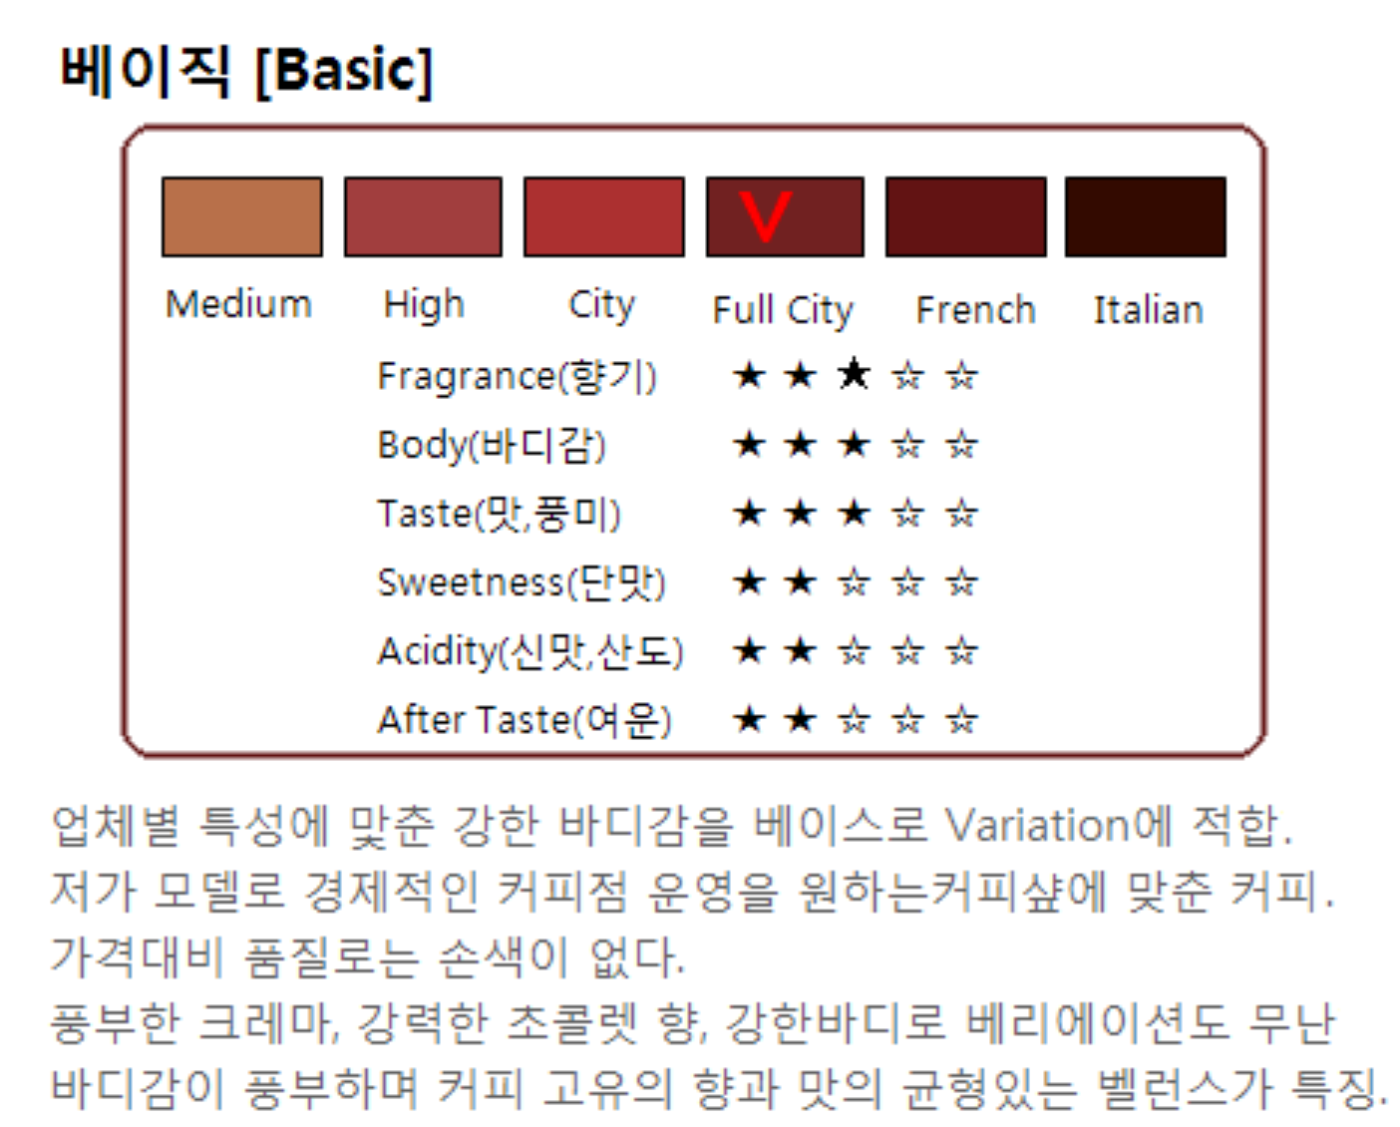 베이직 [Basic]
V
Medium High City Full City French Italian
Fragrance(향기) ★ ★ ★ ☆ ☆
Body(바디감) ★ ★ ★ ☆ ☆
Taste(맛,풍미) ★ ★ ★ ☆ ☆
Sweetness(단맛) ★ ★ ☆ ☆ ☆
Acidity(신맛,산도) ★ ★ ☆ ☆ ☆
After Taste(여운) ★ ★ ☆ ☆ ☆
업체별 특성에 맞춘 강한 바디감을 베이스로 Variation에 적합.
저가 모델로 경제적인 커피점 운영을 원하는커피샾에 맞춘 커피.
가격대비 품질로는 손색이 없다.
풍부한 크레마, 강력한 초콜렛 향, 강한바디로 베리에이션도 무난
바디감이 풍부하며 커피 고유의 향과 맛의 균형있는 벨런스가 특징.